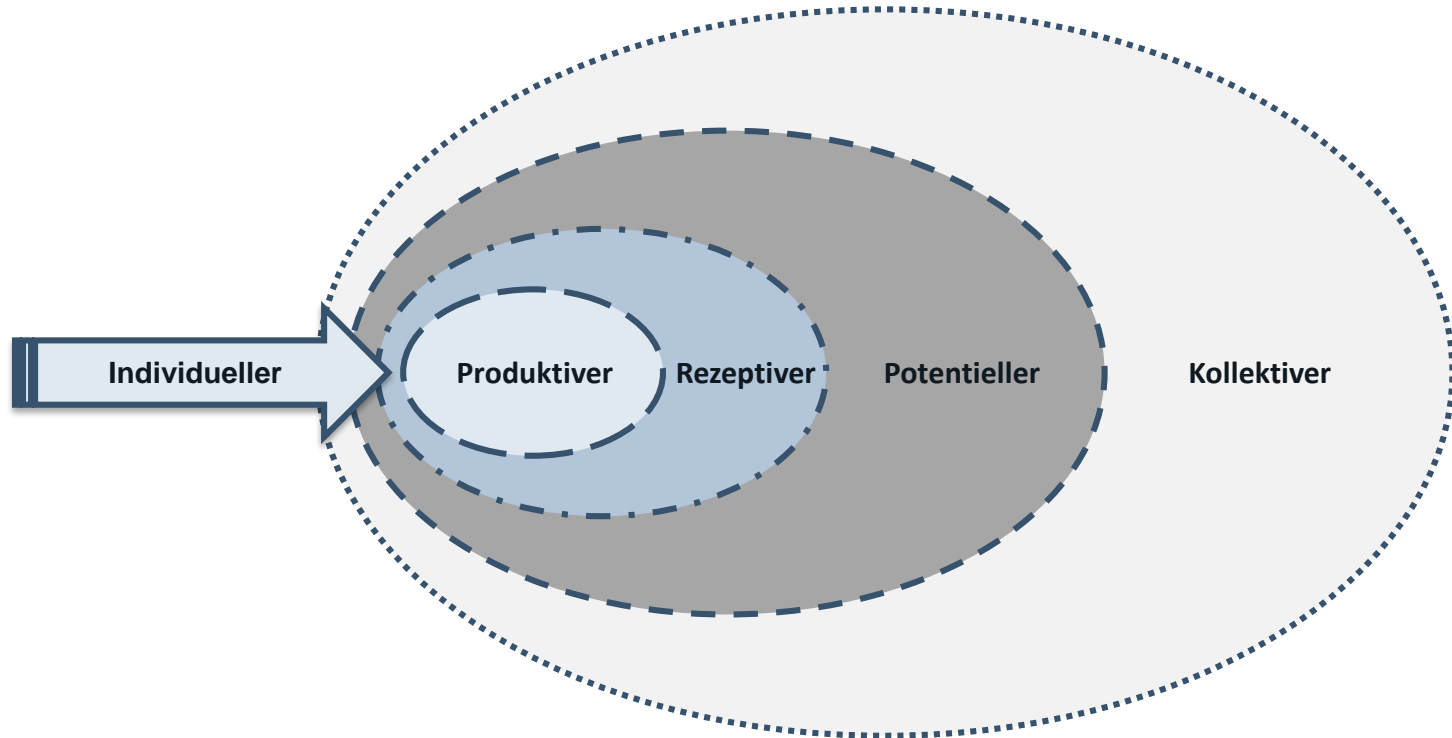 Individueller
Produktiver
Rezeptiver
Potentieller
Kollektiver